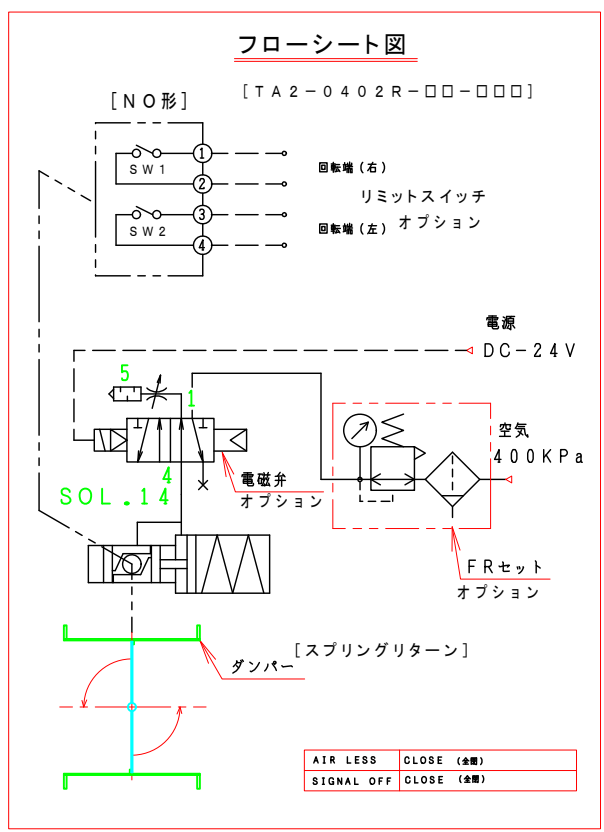 フローシート図
[TA2-0402R-□□-□□□]
[NO形]
1
SW1
2
回転端(右)
リミットスイッチ
オプション
3
SW2
回転端(左)
4
電源
DC-24V
5
1
空気
400KPa
4
電磁弁
オプション
SOL.14
FRセット
オプション
[スプリングリターン]
ダンパー
AIR LESS CLOSE (全閉)
SIGNAL OFF CLOSE (全閉)